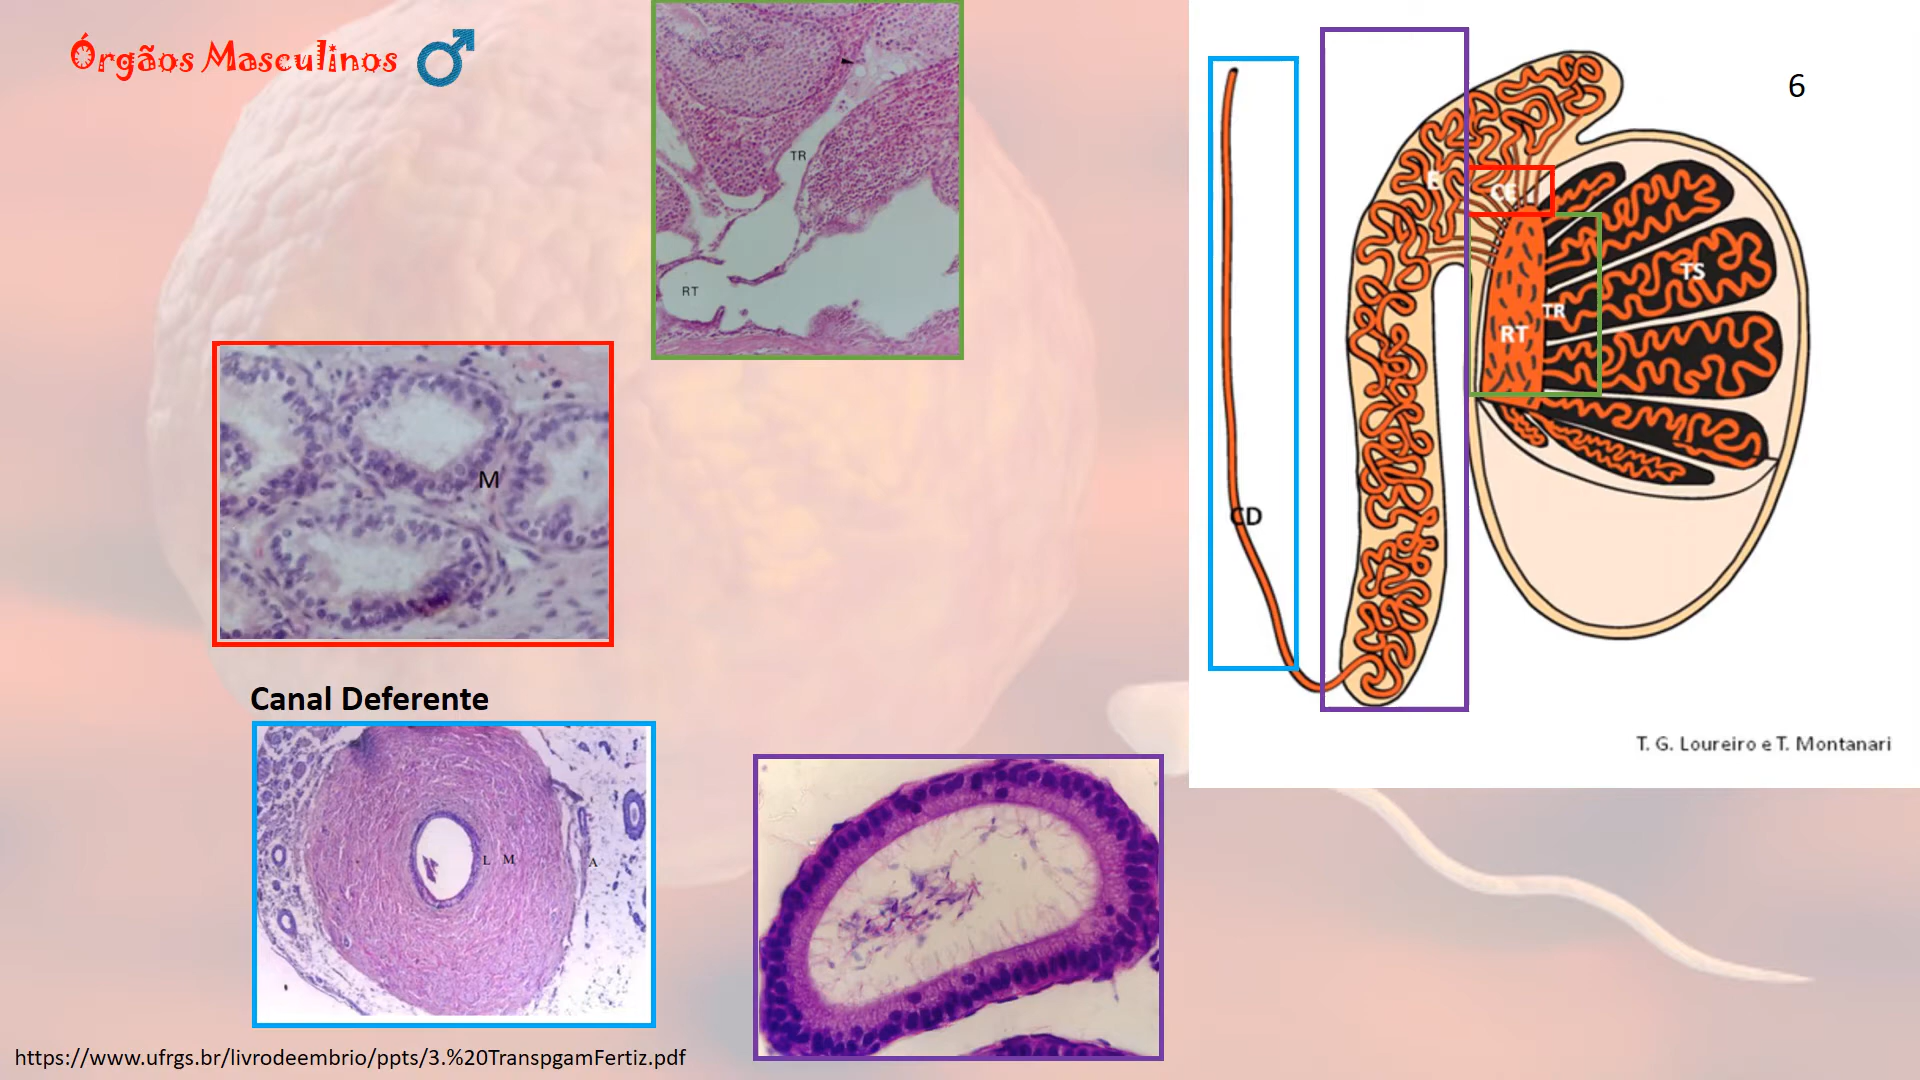 Órgãos Masculinos
6
TR
RT
E
CE
TS
TR
RT
M
CD
Canal Deferente
T. G. Loureiro e T. Montanari
L M A
https://www.ufrgs.br/livrodeembrio/ppts/3.%20TranspgamFertiz.pdf